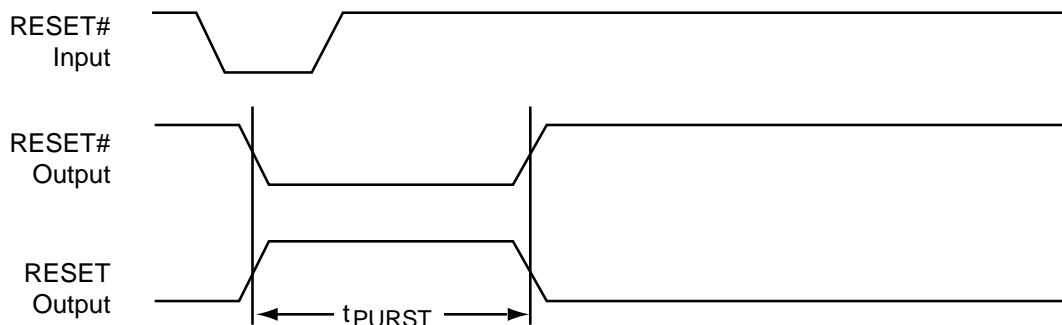 RESET#
Input
RESET#
Output
RESET
Output
tPURST